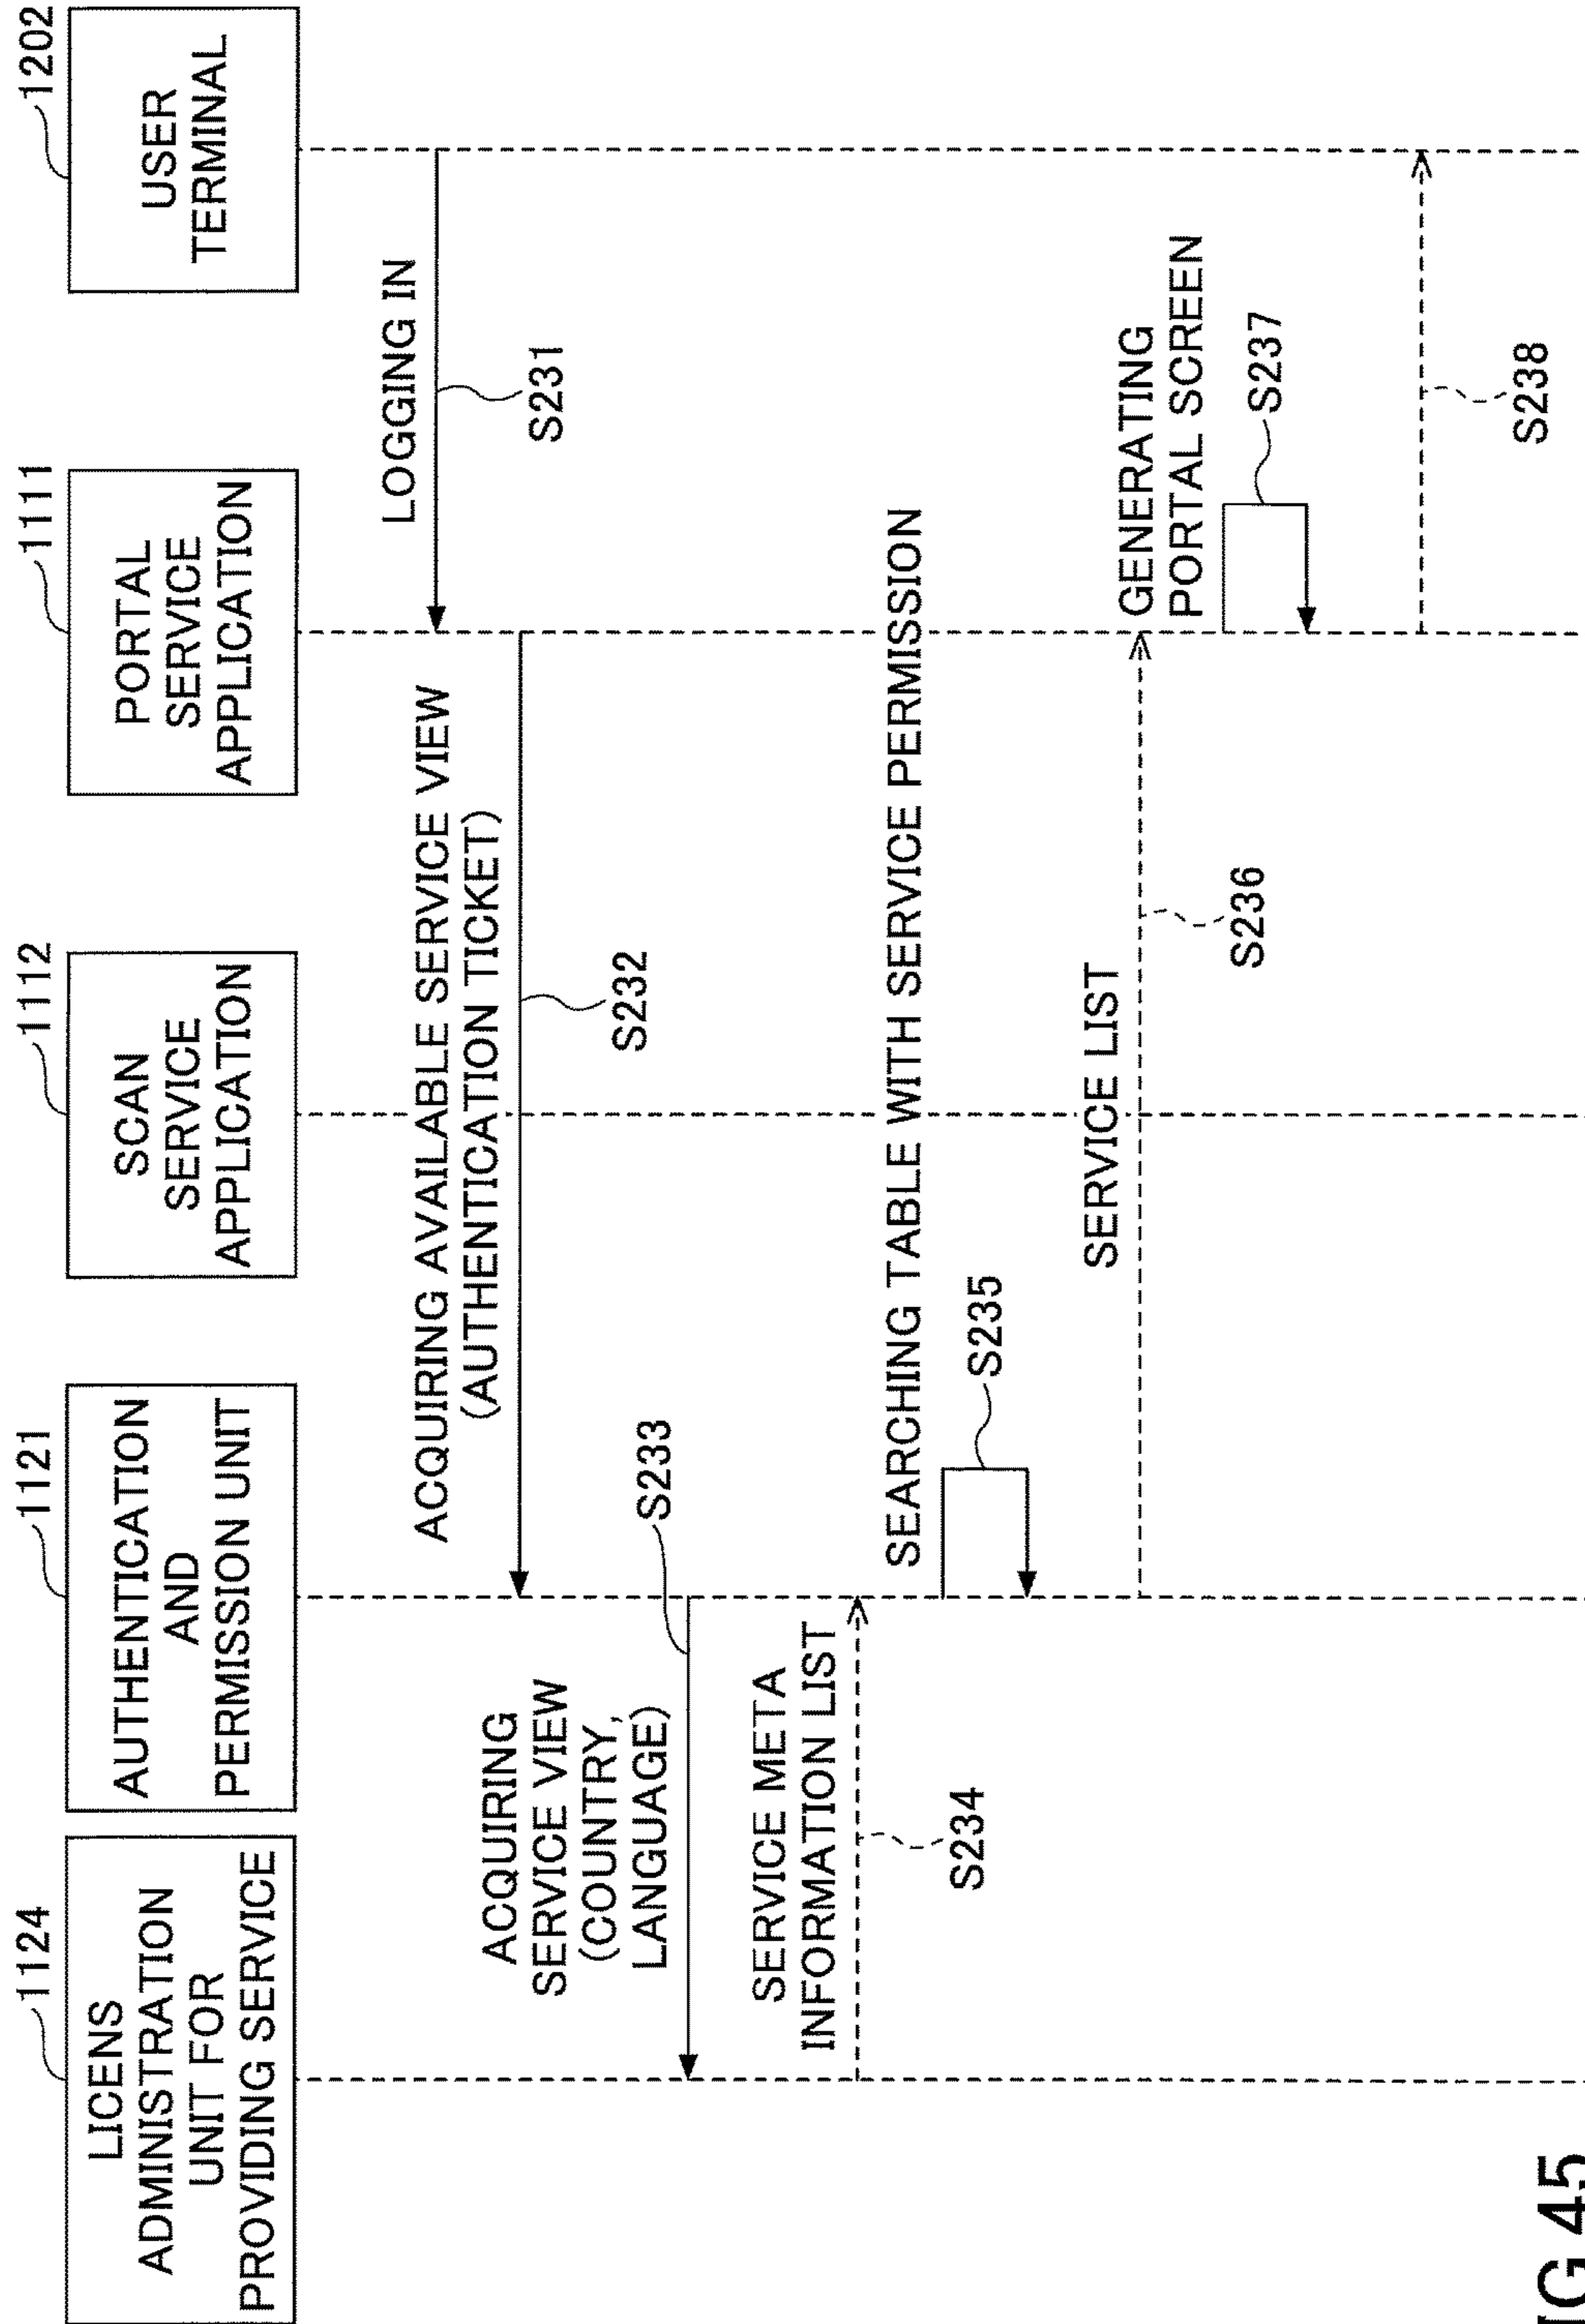 1124
LICENS
ADMINISTRATION
UNIT FOR
PROVIDING SERVICE
1121
AUTHENTICATION
AND
PERMISSION UNIT
1112
SCAN
SERVICE
APPLICATION
1111
PORTAL
SERVICE
APPLICATION
1202
USER
TERMINAL
LOGGING IN
S231
ACQUIRING AVAILABLE SERVICE VIEW
(AUTHENTICATION TICKET)
S232
ACQUIRING
SERVICE VIEW
(COUNTRY,
LANGUAGE)
S233
SERVICE META
INFORMATION LIST
S234
SEARCHING TABLE WITH SERVICE PERMISSION
S235
SERVICE LIST
S236
GENERATING
PORTAL SCREEN
S237
S238